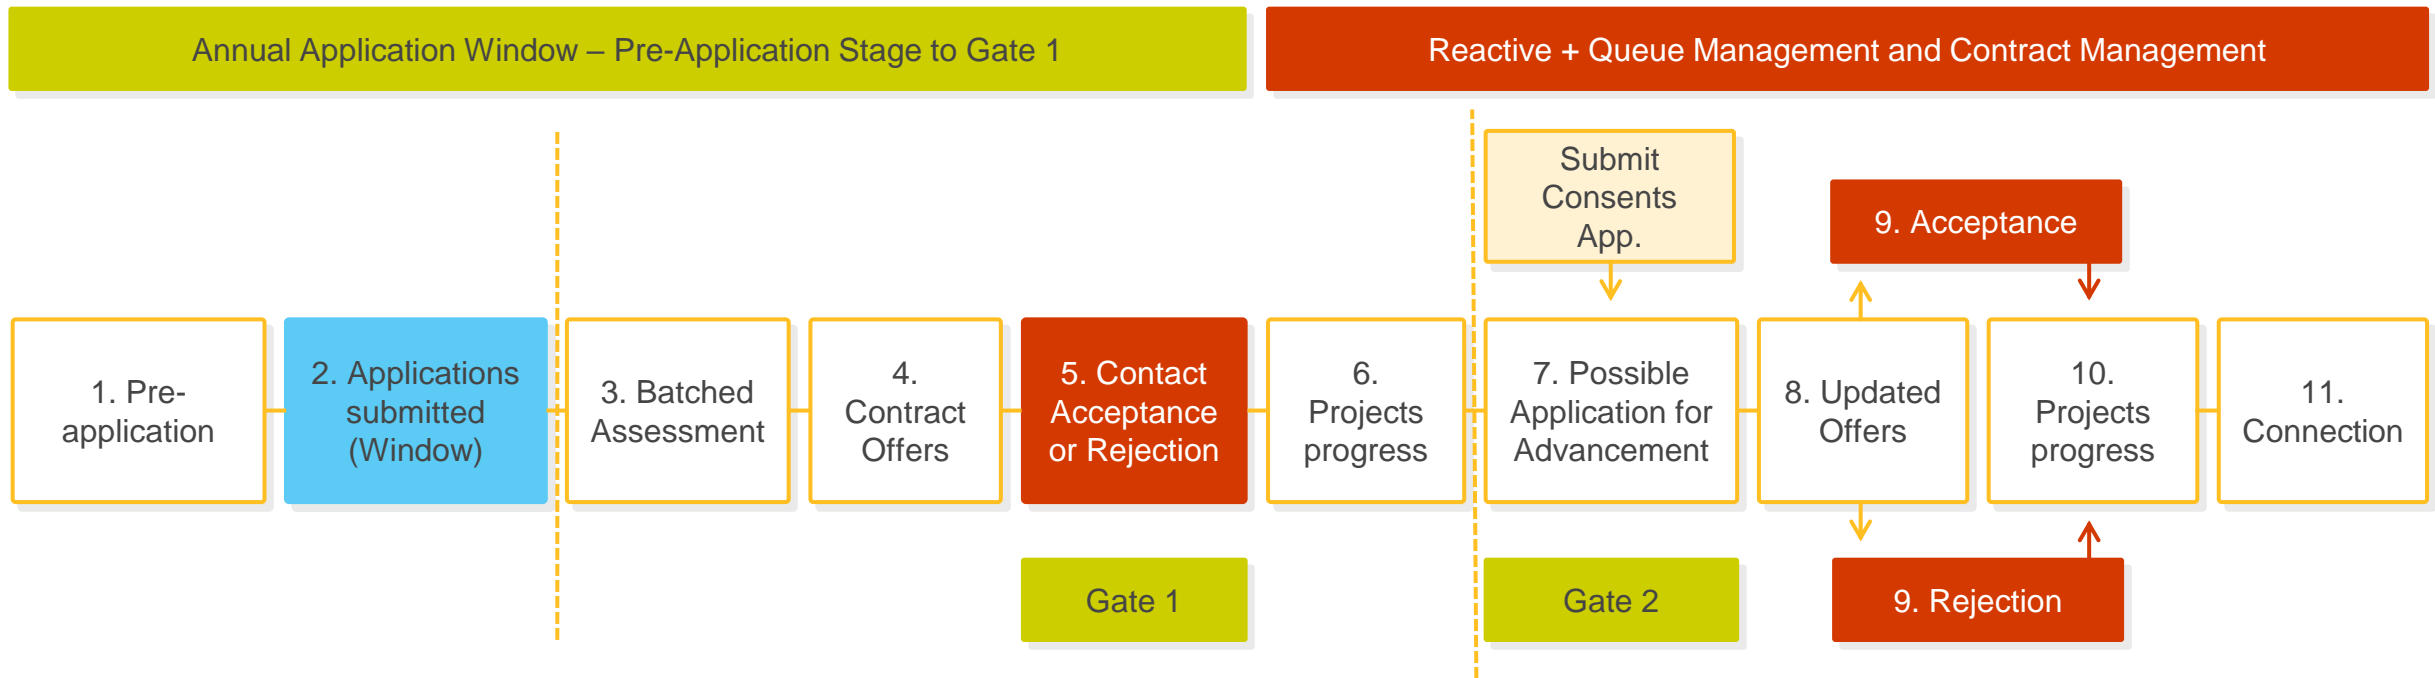 Annual Application Window – Pre-Application Stage to Gate 1
Reactive + Queue Management and Contract Management
Submit
Consents
App.
9. Acceptance
1. Pre-
application
2. Applications
submitted
(Window)
3. Batched
Assessment
4.
Contract
Offers
5. Contact
Acceptance
or Rejection
6.
Projects
progress
7. Possible
Application for
Advancement
8. Updated
Offers
10.
Projects
progress
11.
Connection
Gate 1
Gate 2
9. Rejection